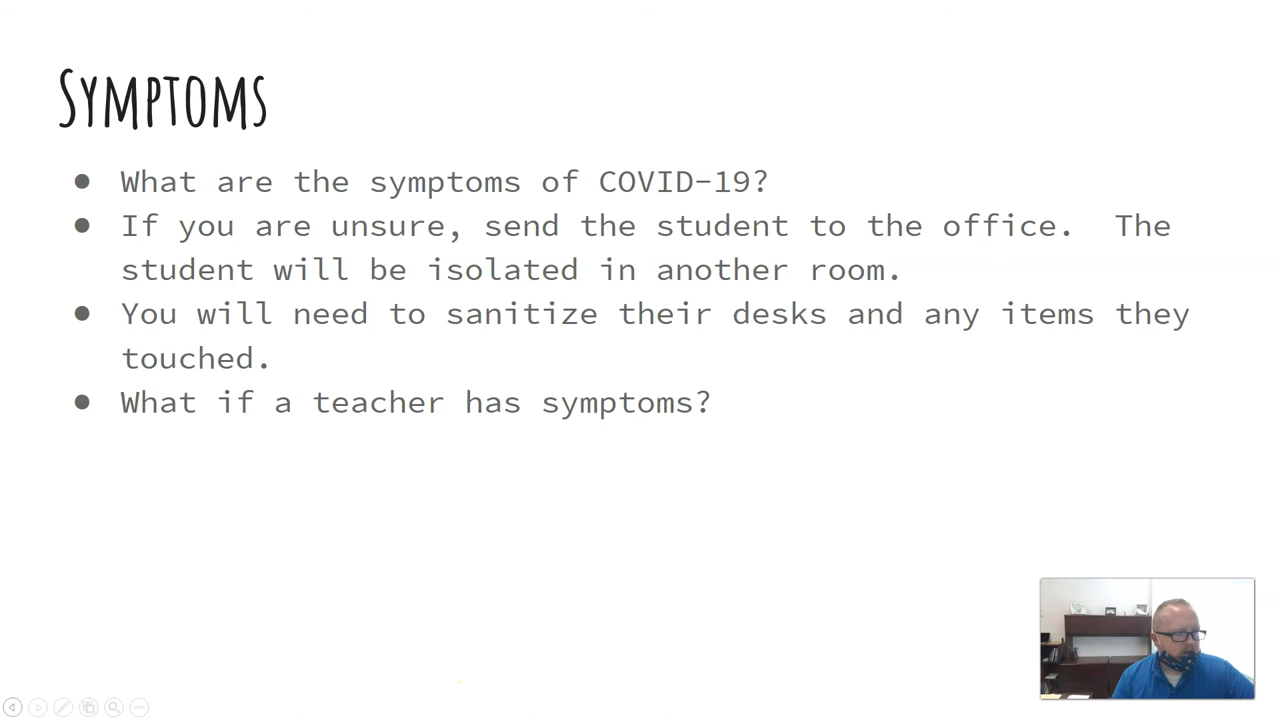 Symptoms
● What are the symptoms of COVID-19?
● If you are unsure, send the student to the office. The
student will be isolated in another room.
● You will need to sanitize their desks and any items they
touched.
● What if a teacher has symptoms?